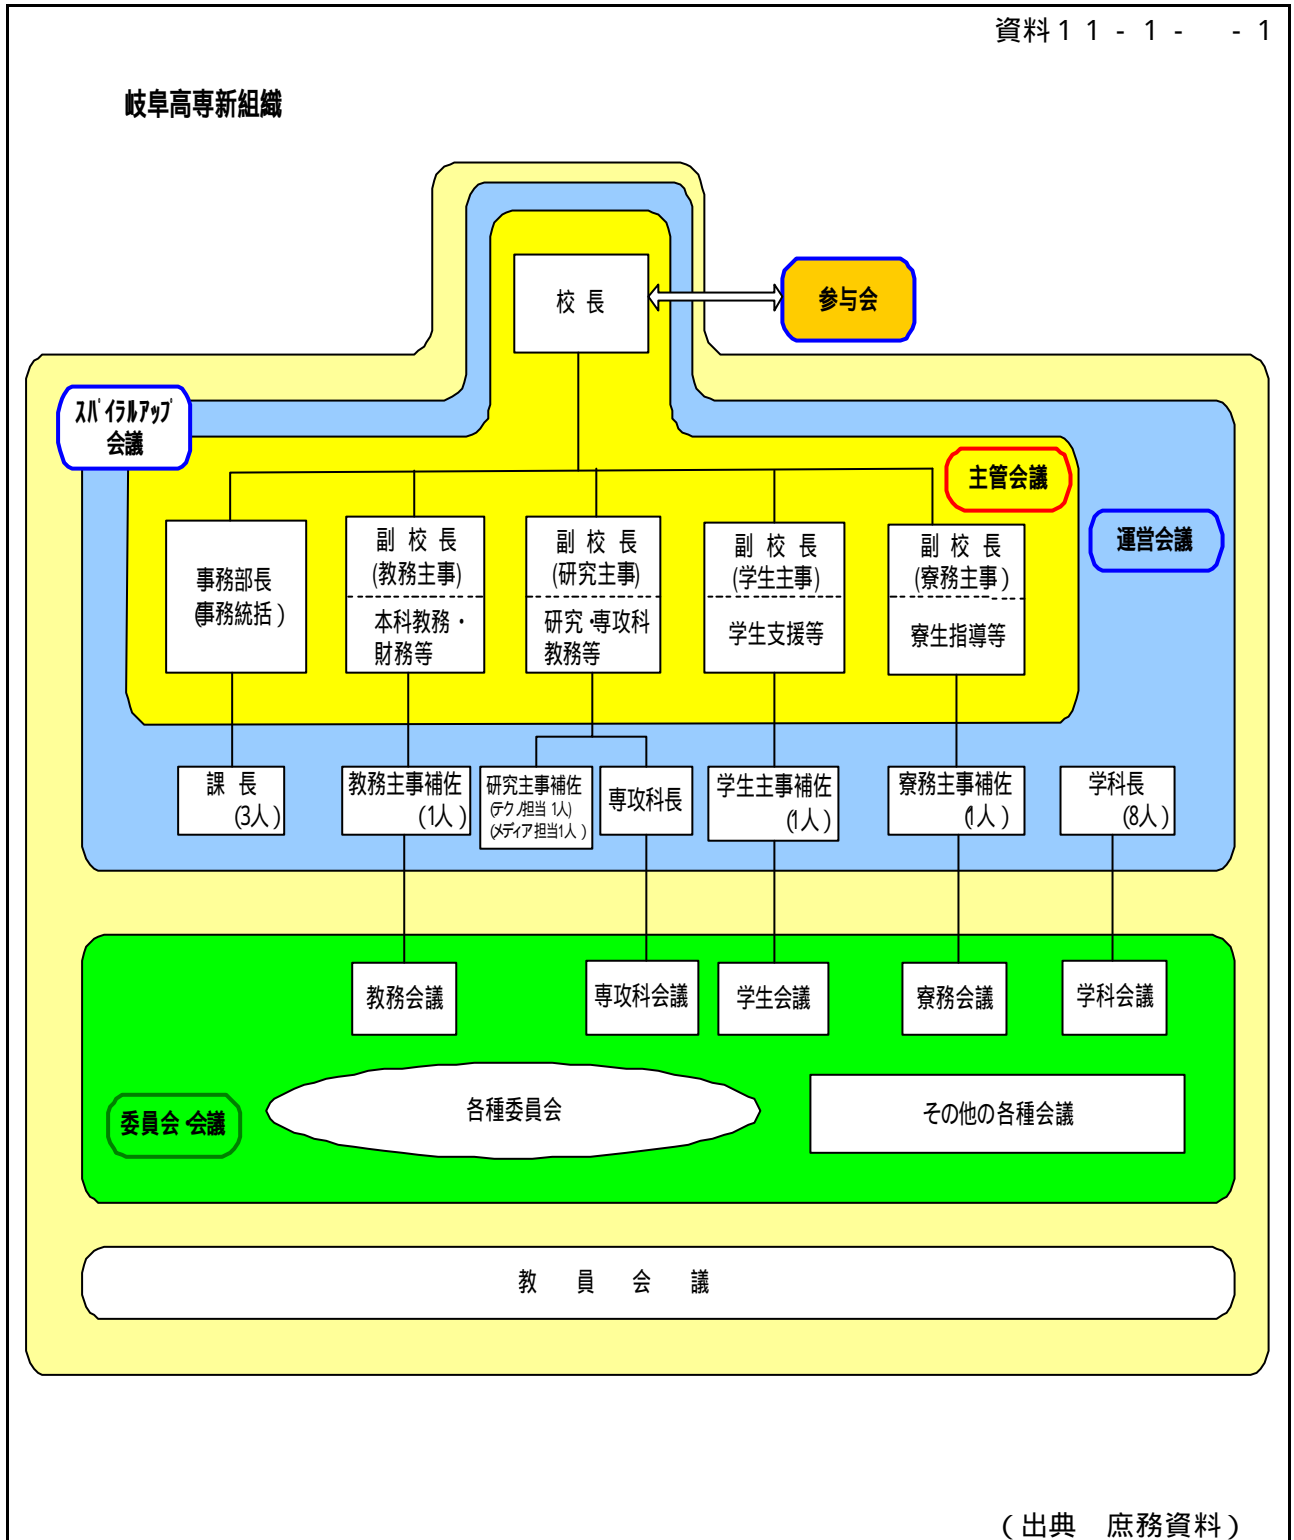 資料11-1- -1
岐阜高専新組織
校 長
参与会
スパイラルアップ
会議
主管会議
運営会議
事務部長
(事務統括)
副 校 長
(教務主事)
本科教務・
財務等
副 校 長
(研究主事)
研究・専攻科
教務等
副 校 長
(学生主事)
学生支援等
副 校 長
(寮務主事)
寮生指導等
課 長
(3人)
教務主事補佐
(1人)
研究主事補佐
(テクノ担当 1人)
(メディア担当1人)
専攻科長
学生主事補佐
(1人)
寮務主事補佐
(1人)
学科長
(8人)
教務会議
専攻科会議
学生会議
寮務会議
学科会議
委員会・会議
各種委員会
その他の各種会議
教 員 会 議
(出典 庶務資料)